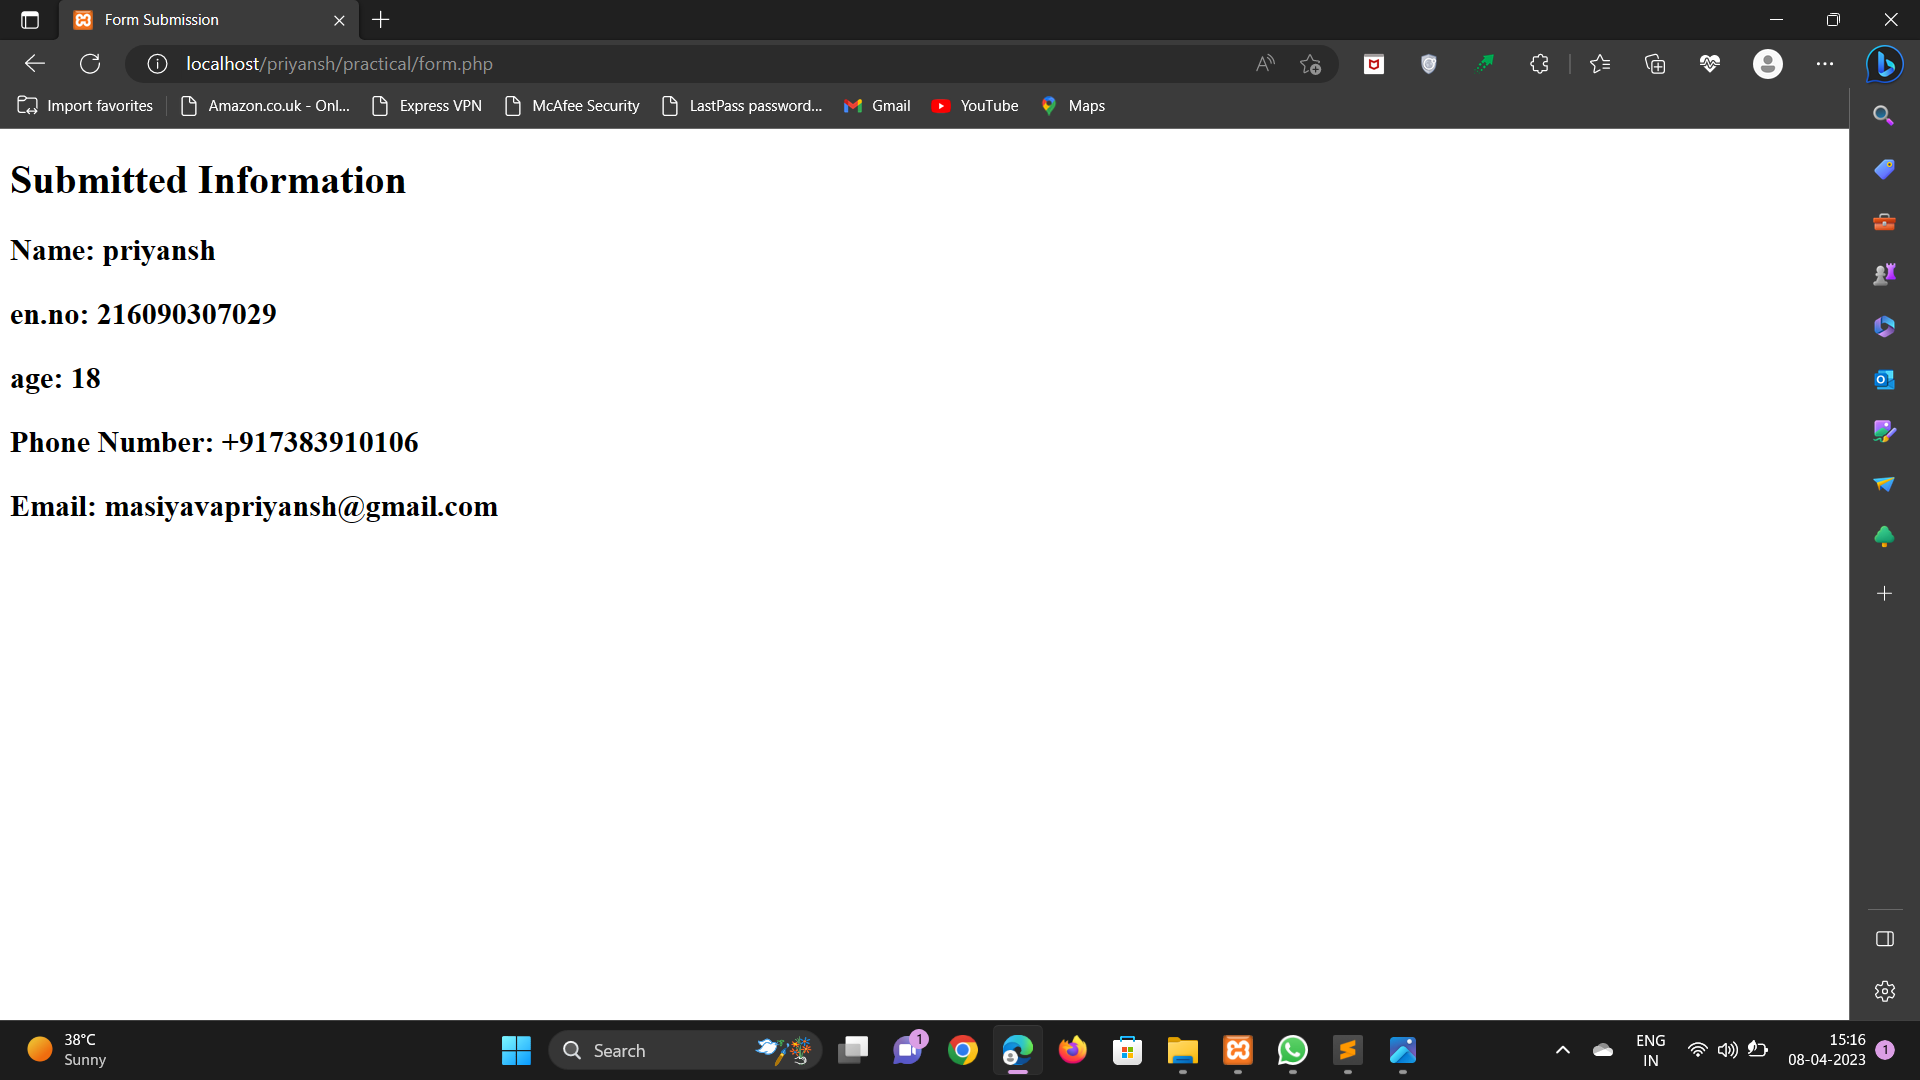 Form Submission
localhost/priyansh/practical/form.php
Import favorites
Amazon.co.uk - Onl...
Express VPN
McAfee Security
LastPass password...
Gmail
YouTube
Maps
Submitted Information
Name: priyansh
en.no: 216090307029
age: 18
Phone Number: +917383910106
Email: masiyavapriyansh@gmail.com
38°C
Sunny
Search
1
ENG
IN
15:16
08-04-2023
1